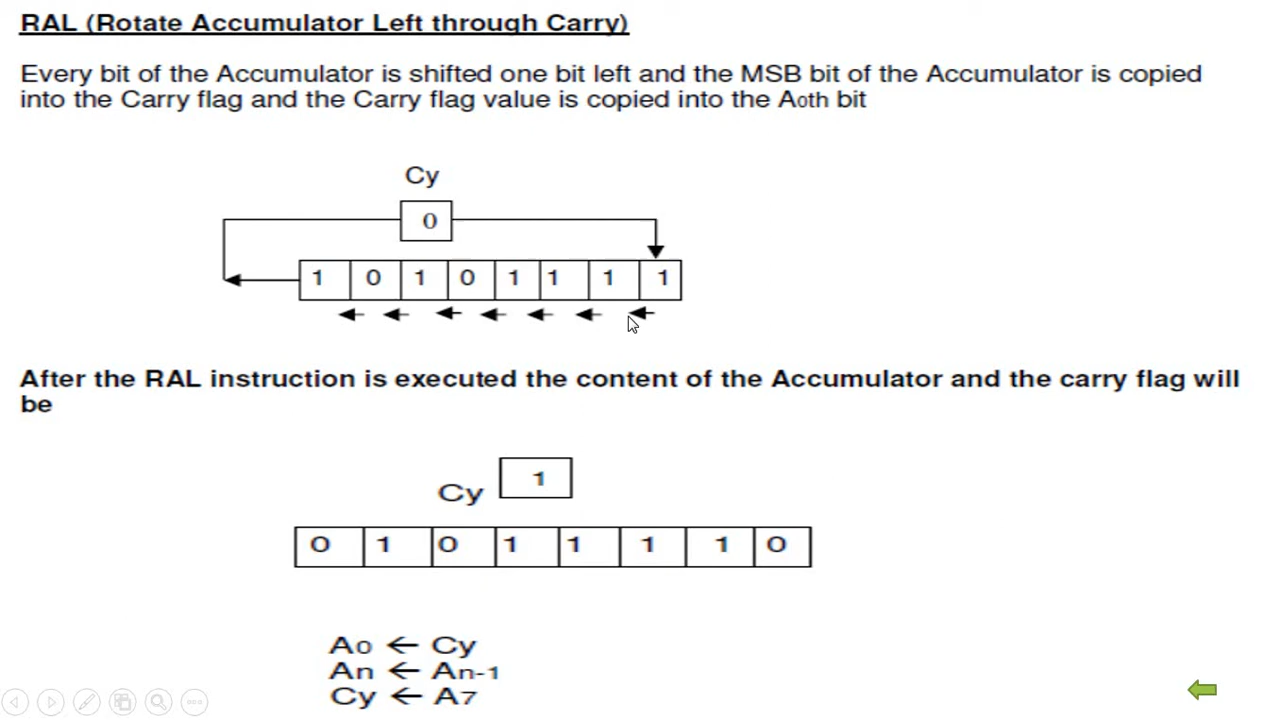 RAL (Rotate Accumulator Left through Carry)
Every bit of the Accumulator is shifted one bit left and the MSB bit of the Accumulator is copied
into the Carry flag and the Carry flag value is copied into the A0th bit
Cy
0
1 0 1 0 1 1 1 1
After the RAL instruction is executed the content of the Accumulator and the carry flag will
be
Cy 1
0 1 0 1 1 1 1 0
A0 ← Cy
An ← An-1
Cy ← A7